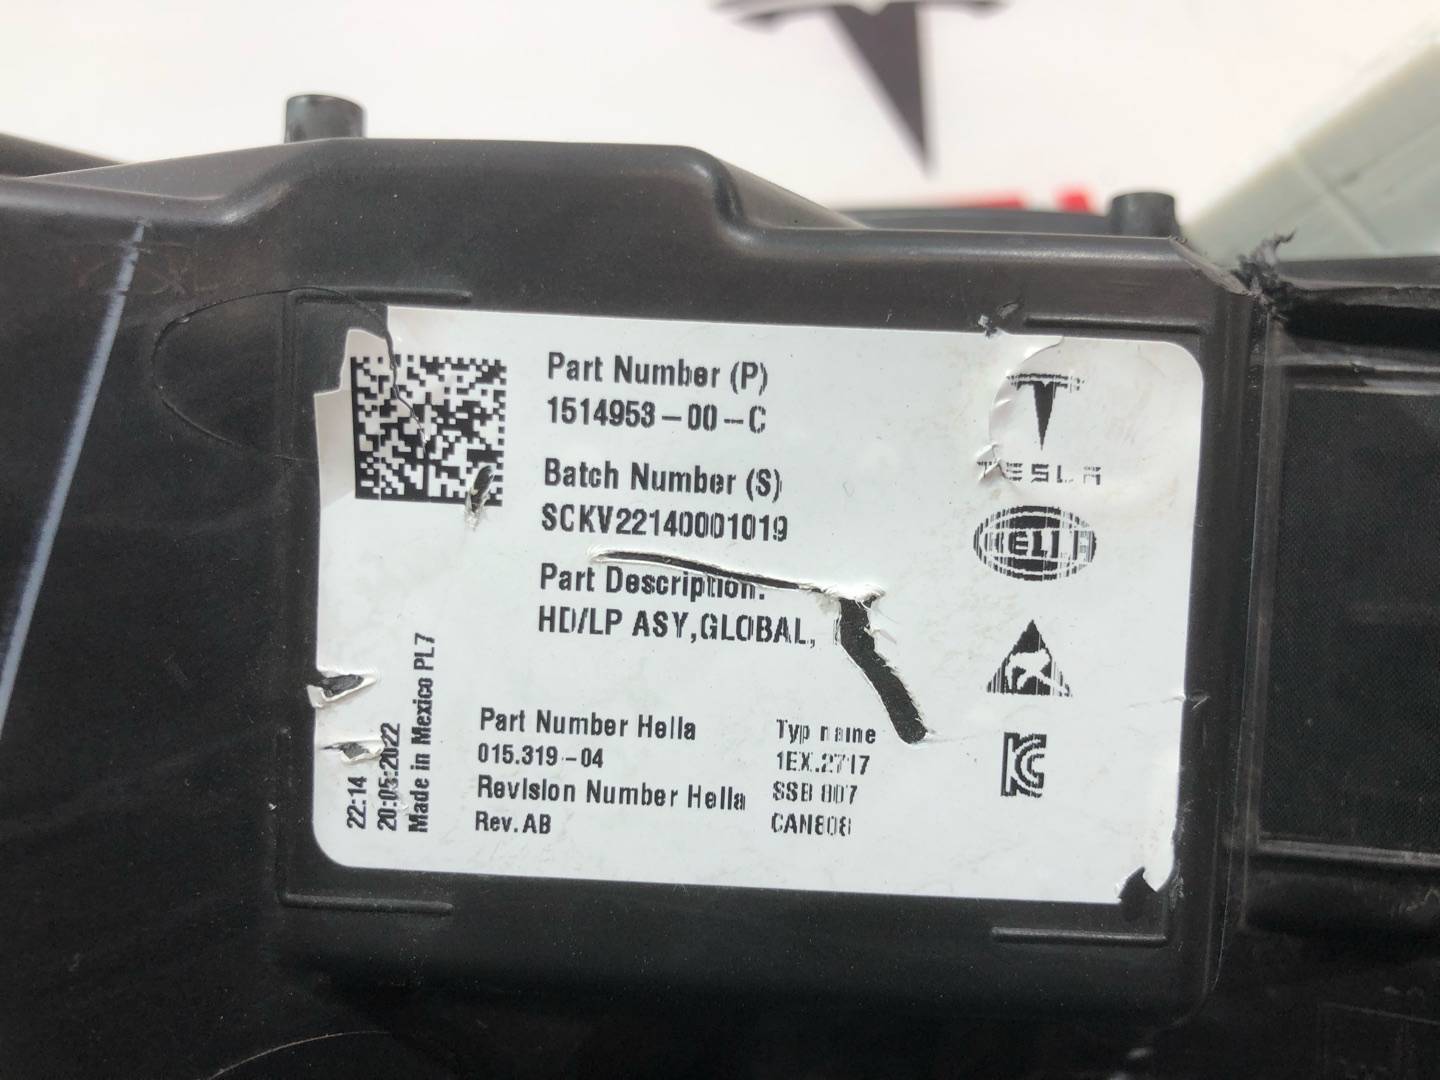 Part Number (P)
1514953-00-C
Batch Number (S)
SCKV22140001019
Part Description:
HD/LP ASY,GLOBAL,
Part Number Hella
015.319-04
Revision Number Hella
Rev. AB
Typ name
1EX.2717
SSB 807
CAN808
22:14
20:05:2022
Made in Mexico PL7
TESLA
HELLA